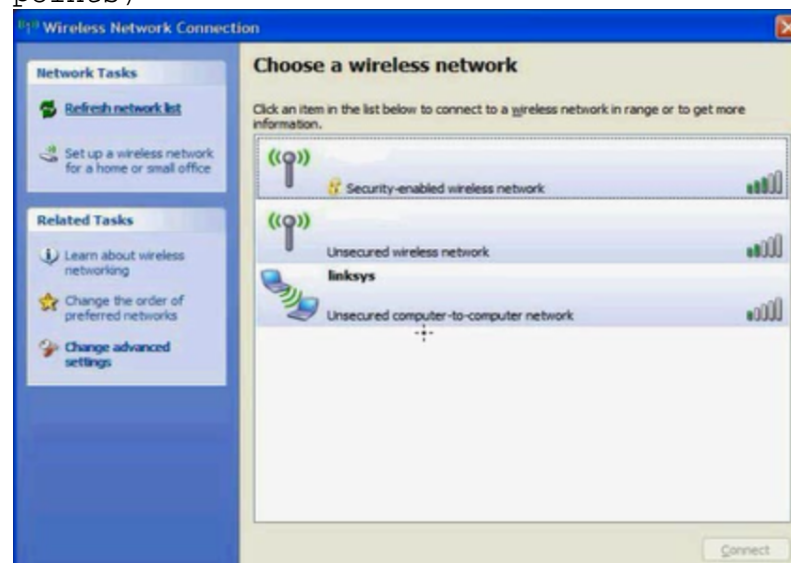 Wireless Network Connection
Network Tasks
Refresh network list
Set up a wireless network
for a home or small office
Related Tasks
Learn about wireless
networking
Change the order of
preferred networks
Change advanced
settings
Choose a wireless network
Click an item in the list below to connect to a wireless network in range or to get more
information.
Security-enabled wireless network
Unsecured wireless network
linksys
Unsecured computer-to-computer network
Connect